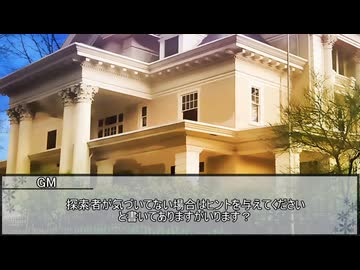 GM
探索者が気づいてない場合はヒントを与えてください
と書いてありますがいります？